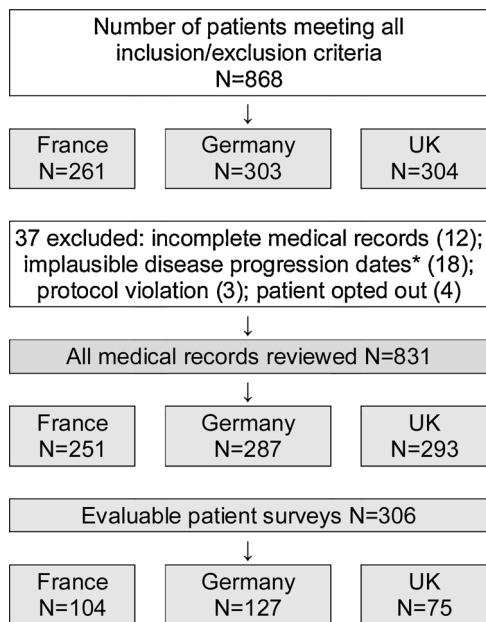 Number of patients meeting all
inclusion/exclusion criteria
N=868
↓
France Germany UK
N=261 N=303 N=304
37 excluded: incomplete medical records (12);
implausible disease progression dates* (18);
protocol violation (3); patient opted out (4)
↓
All medical records reviewed N=831
↓
France Germany UK
N=251 N=287 N=293
Evaluable patient surveys N=306
↓
France Germany UK
N=104 N=127 N=75